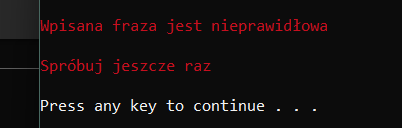 Wpisana fraza jest nieprawidłowa
Spróbuj jeszcze raz
Press any key to continue . . .